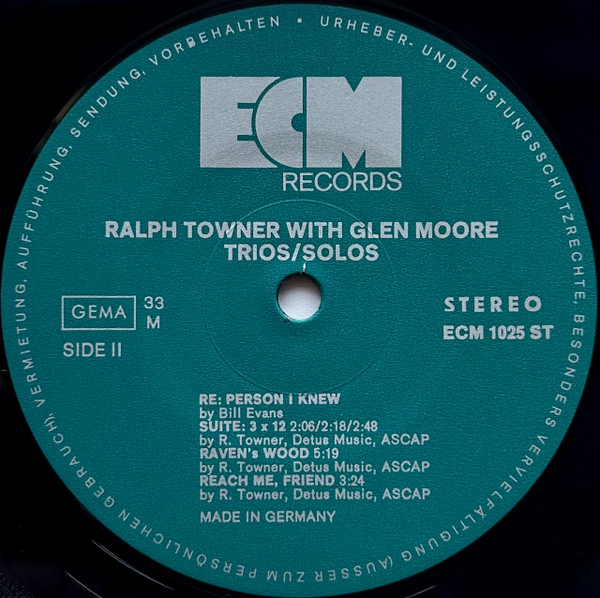 URHEBER- UND LEISTUNGSSCHUTZRECHTE, BESONDERS VERVIELFÄLTIGUNG (AUSSER ZUM PERSÖNLICHEN GEBRAUCH), VERMIETUNG, AUFFÜHRUNG, SENDUNG, VORBEHALTEN •
ECM
RECORDS
RALPH TOWNER WITH GLEN MOORE
TRIOS/SOLOS
GEMA
33
M
SIDE II
STEREO
ECM 1025 ST
RE: PERSON I KNEW
by Bill Evans
SUITE: 3 x 12 2:06/2:18/2:48
by R. Towner, Detus Music, ASCAP
RAVEN's WOOD 5:19
by R. Towner, Detus Music, ASCAP
REACH ME, FRIEND 3:24
by R. Towner, Detus Music, ASCAP
MADE IN GERMANY